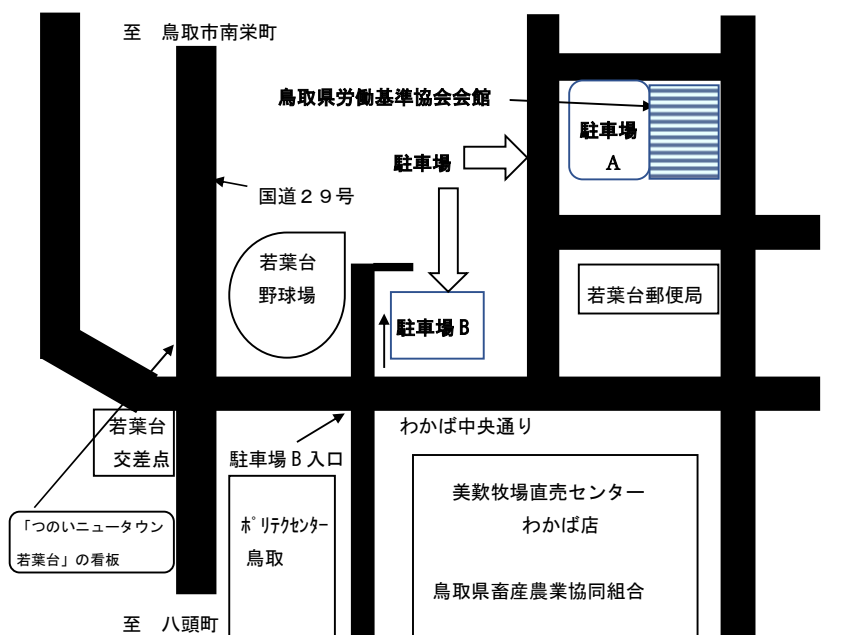 至　鳥取市南栄町
鳥取県労働基準協会会館
駐車場
A
駐車場
国道２９号
若葉台
野球場
若葉台郵便局
駐車場 B
若葉台
交差点
わかば中央通り
駐車場 B 入口
美歎牧場直売センター
わかば店
ﾎﾟﾘﾃｸｾﾝﾀｰ
鳥取
「つのいニュータウン
若葉台」の看板
鳥取県畜産農業協同組合
至　八頭町